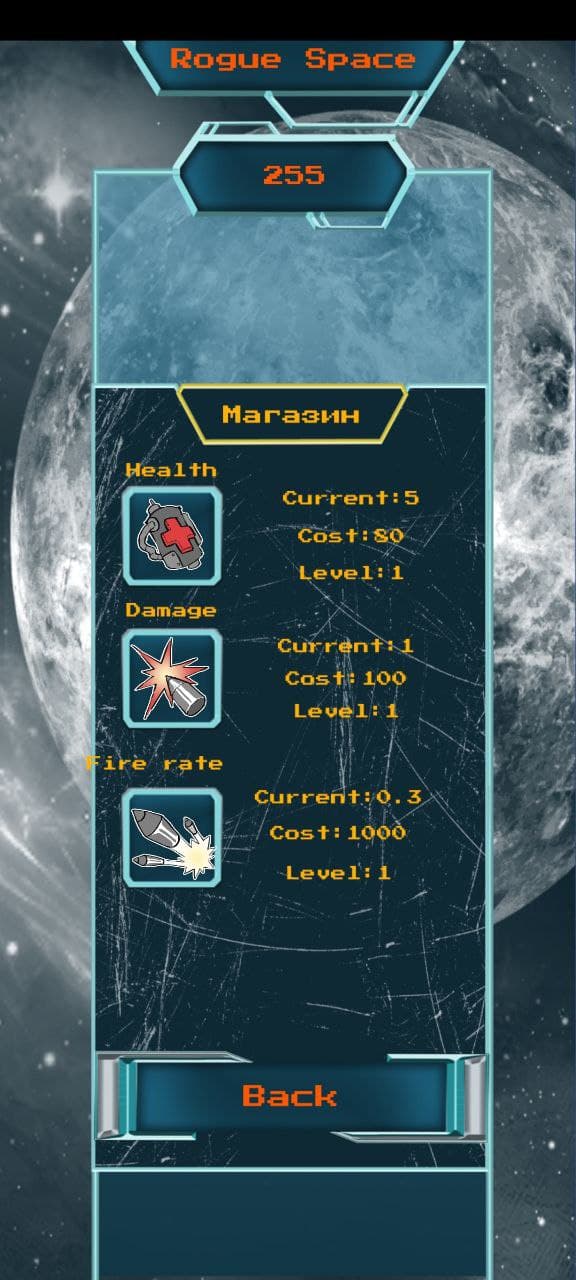 Rogue Space
255
Магазин
Health
Current:5
Cost:80
Level:1
Damage
Current:1
Cost:100
Level:1
Fire rate
Current:0.3
Cost:1000
Level:1
Back